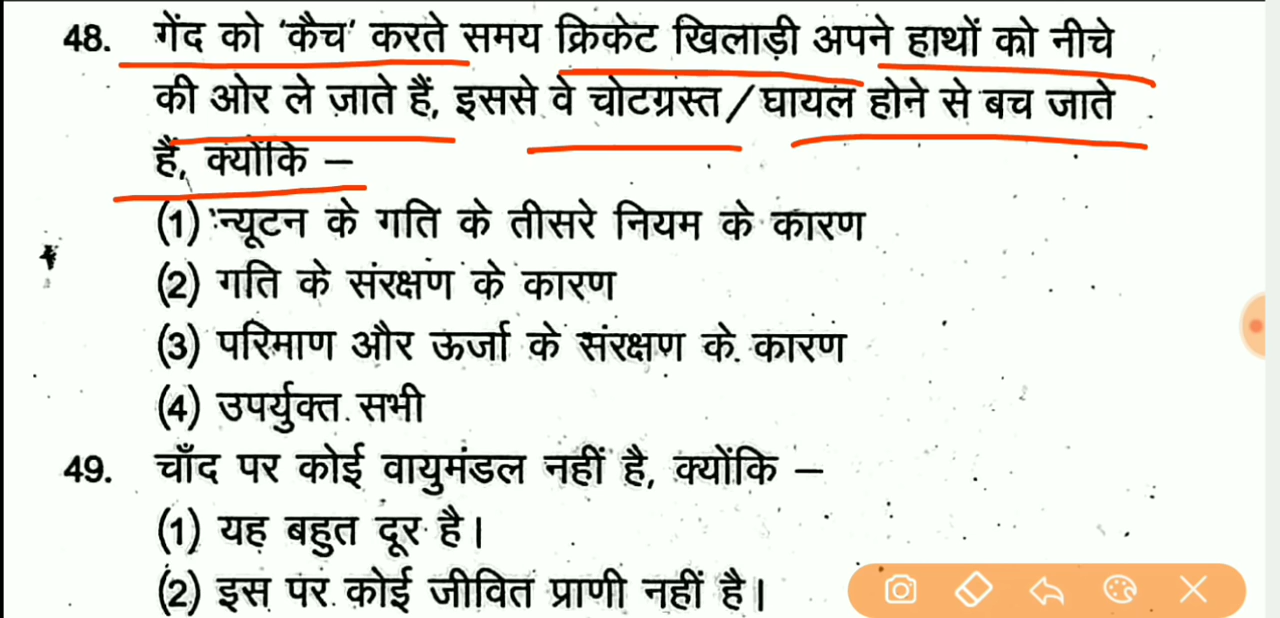 48. गेंद को 'कैच' करते समय क्रिकेट खिलाड़ी अपने हाथों को नीचे
की ओर ले जाते हैं, इससे वे चोटग्रस्त/घायल होने से बच जाते
हैं, क्योंकि –
(1) न्यूटन के गति के तीसरे नियम के कारण
(2) गति के संरक्षण के कारण
(3) परिमाण और ऊर्जा के संरक्षण के कारण
(4) उपर्युक्त सभी
49. चाँद पर कोई वायुमंडल नहीं है, क्योंकि –
(1) यह बहुत दूर है।
(2) इस पर कोई जीवित प्राणी नहीं है।